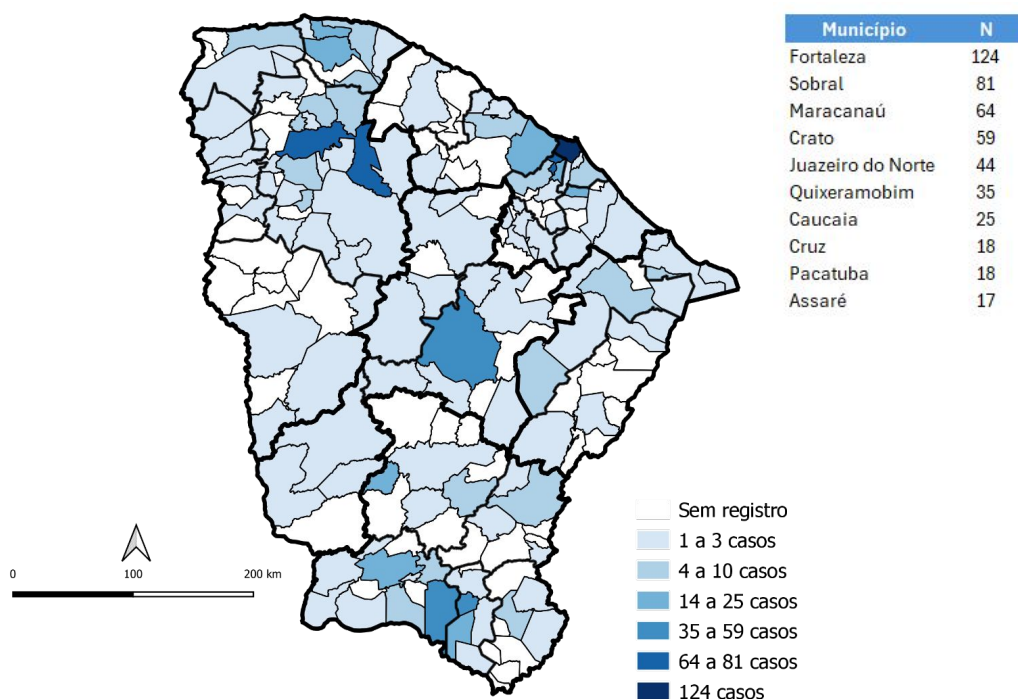 Município N
Fortaleza 124
Sobral 81
Maracanaú 64
Crato 59
Juazeiro do Norte 44
Quixeramobim 35
Caucaia 25
Cruz 18
Pacatuba 18
Assaré 17
Sem registro
1 a 3 casos
4 a 10 casos
14 a 25 casos
35 a 59 casos
64 a 81 casos
124 casos
0 100 200 km